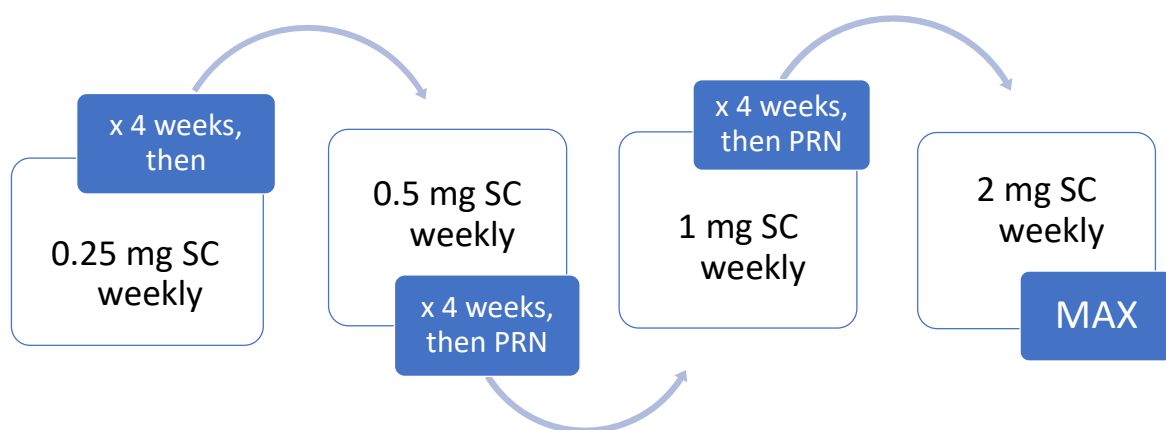 x 4 weeks,
then
0.25 mg SC
weekly
0.5 mg SC
weekly
x 4 weeks,
then PRN
x 4 weeks,
then PRN
1 mg SC
weekly
2 mg SC
weekly
MAX